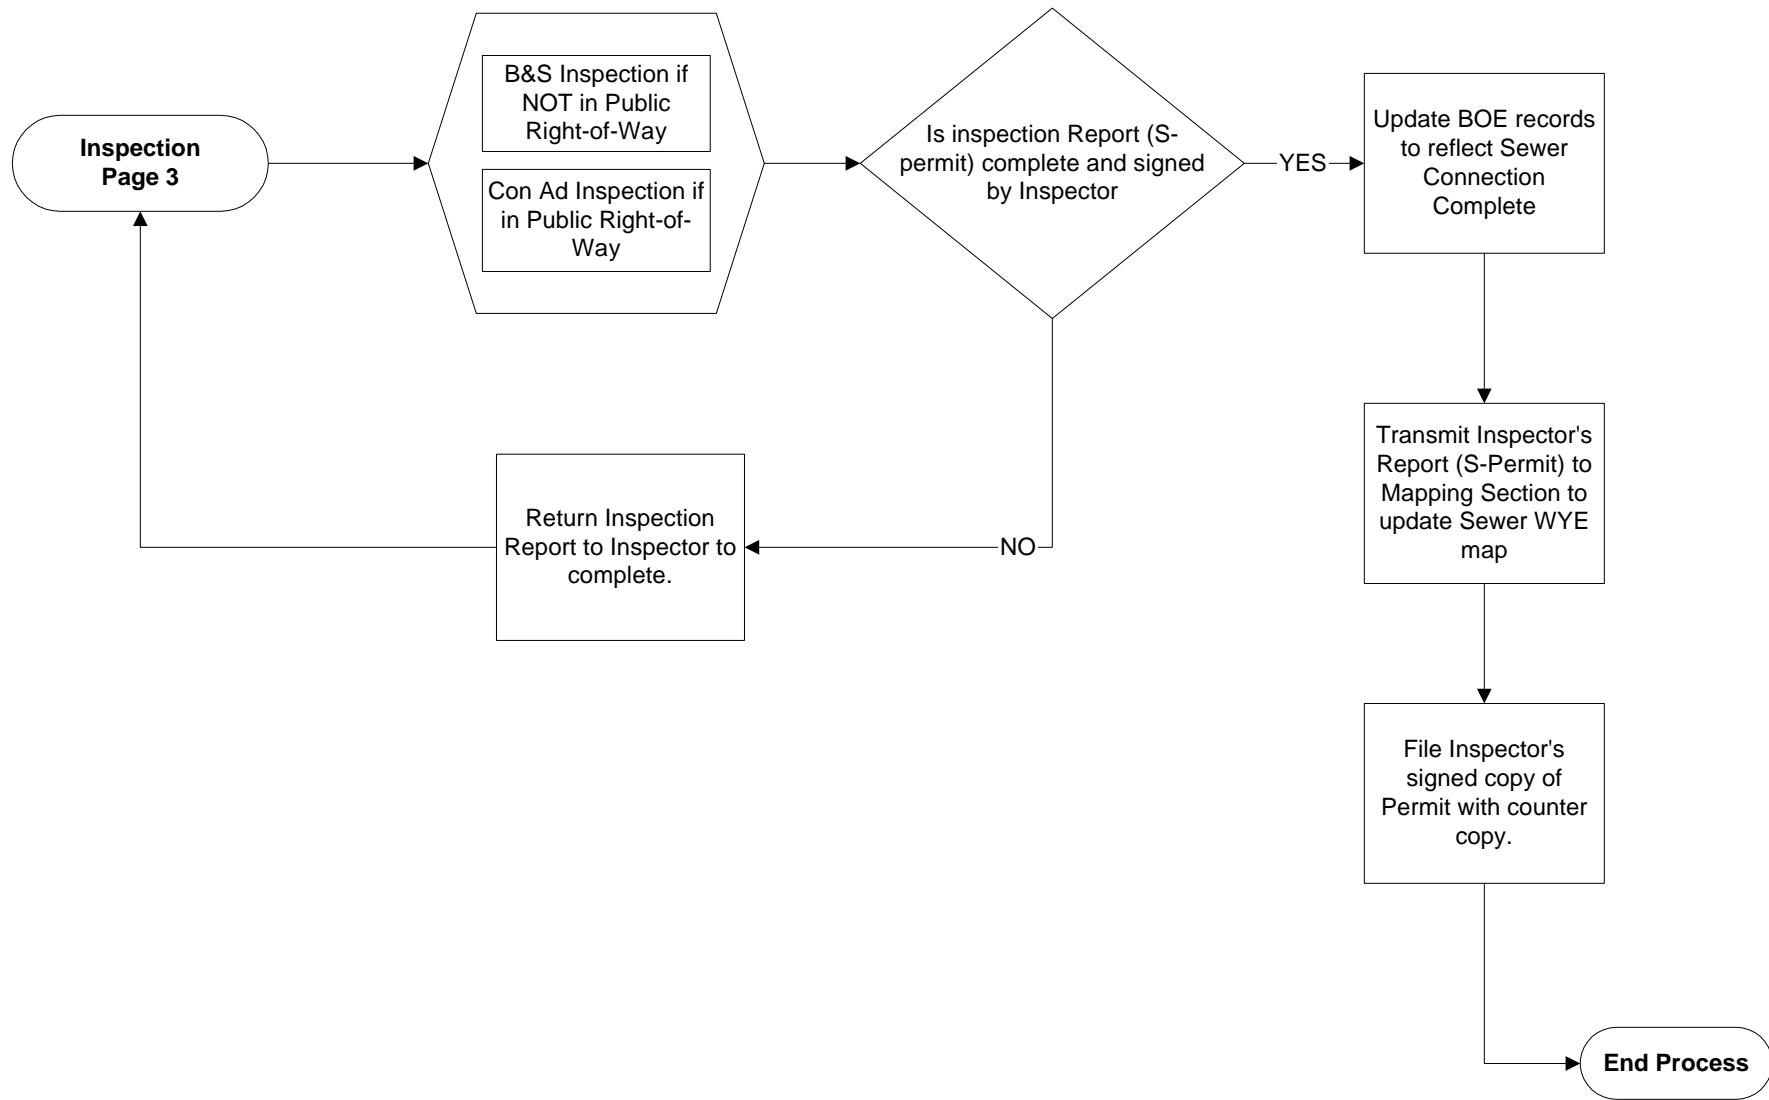 Inspection
Page 3
B&S Inspection if
NOT in Public
Right-of-Way
Con Ad Inspection if
in Public Right-of-
Way
Is inspection Report (S-
permit) complete and signed
by Inspector
YES
Update BOE records
to reflect Sewer
Connection
Complete
NO
Return Inspection
Report to Inspector to
complete.
Transmit Inspector's
Report (S-Permit) to
Mapping Section to
update Sewer WYE
map
File Inspector's
signed copy of
Permit with counter
copy.
End Process